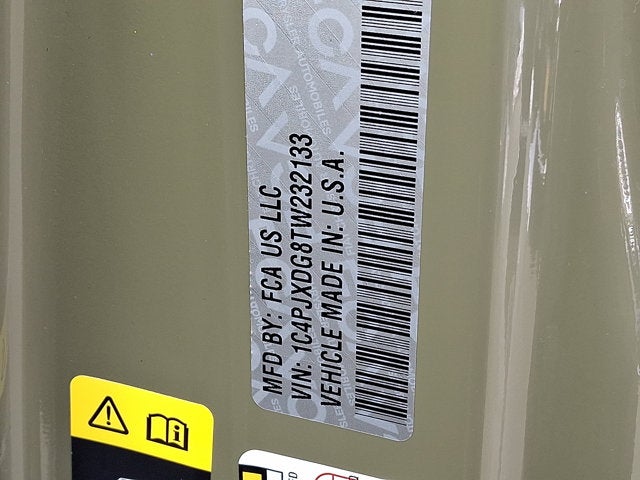 MFD BY: FCA US LLC
VIN: 1C4PJXDG8TW232133
VEHICLE MADE IN: U.S.A.